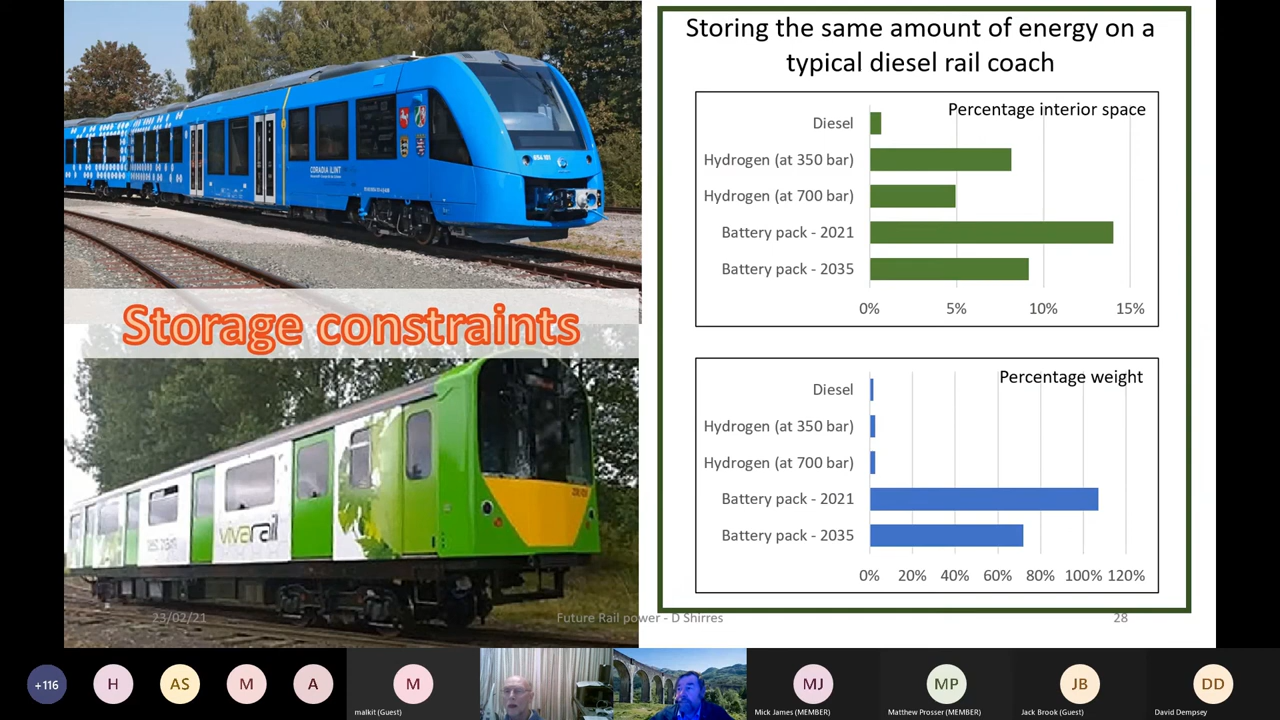 CORADIA iLINT
654 101
Storage constraints
vivarail
23/02/21
Storing the same amount of energy on a
typical diesel rail coach
Percentage interior space
Diesel
Hydrogen (at 350 bar)
Hydrogen (at 700 bar)
Battery pack - 2021
Battery pack - 2035
0% 5% 10% 15%
Percentage weight
Diesel
Hydrogen (at 350 bar)
Hydrogen (at 700 bar)
Battery pack - 2021
Battery pack - 2035
0% 20% 40% 60% 80% 100% 120%
Future Rail power - D Shirres
28
+116 H AS M A M MJ MP JB DD
malkit (Guest) Mick James (MEMBER) Matthew Prosser (MEMBER) Jack Brook (Guest) David Dempsey